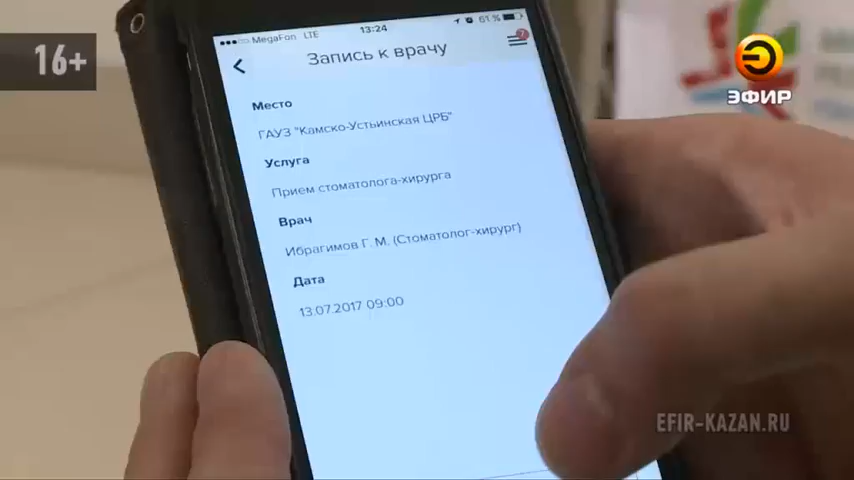 16+
MegaFon LTE 13:24 61 %
Запись к врачу
Место
ГАУЗ "Камско-Устьинская ЦРБ"
Услуга
Прием стоматолога-хирурга
Врач
Ибрагимов Г. М. (Стоматолог-хирург)
Дата
13.07.2017 09:00
ЭФИР
EFIR-KAZAN.RU